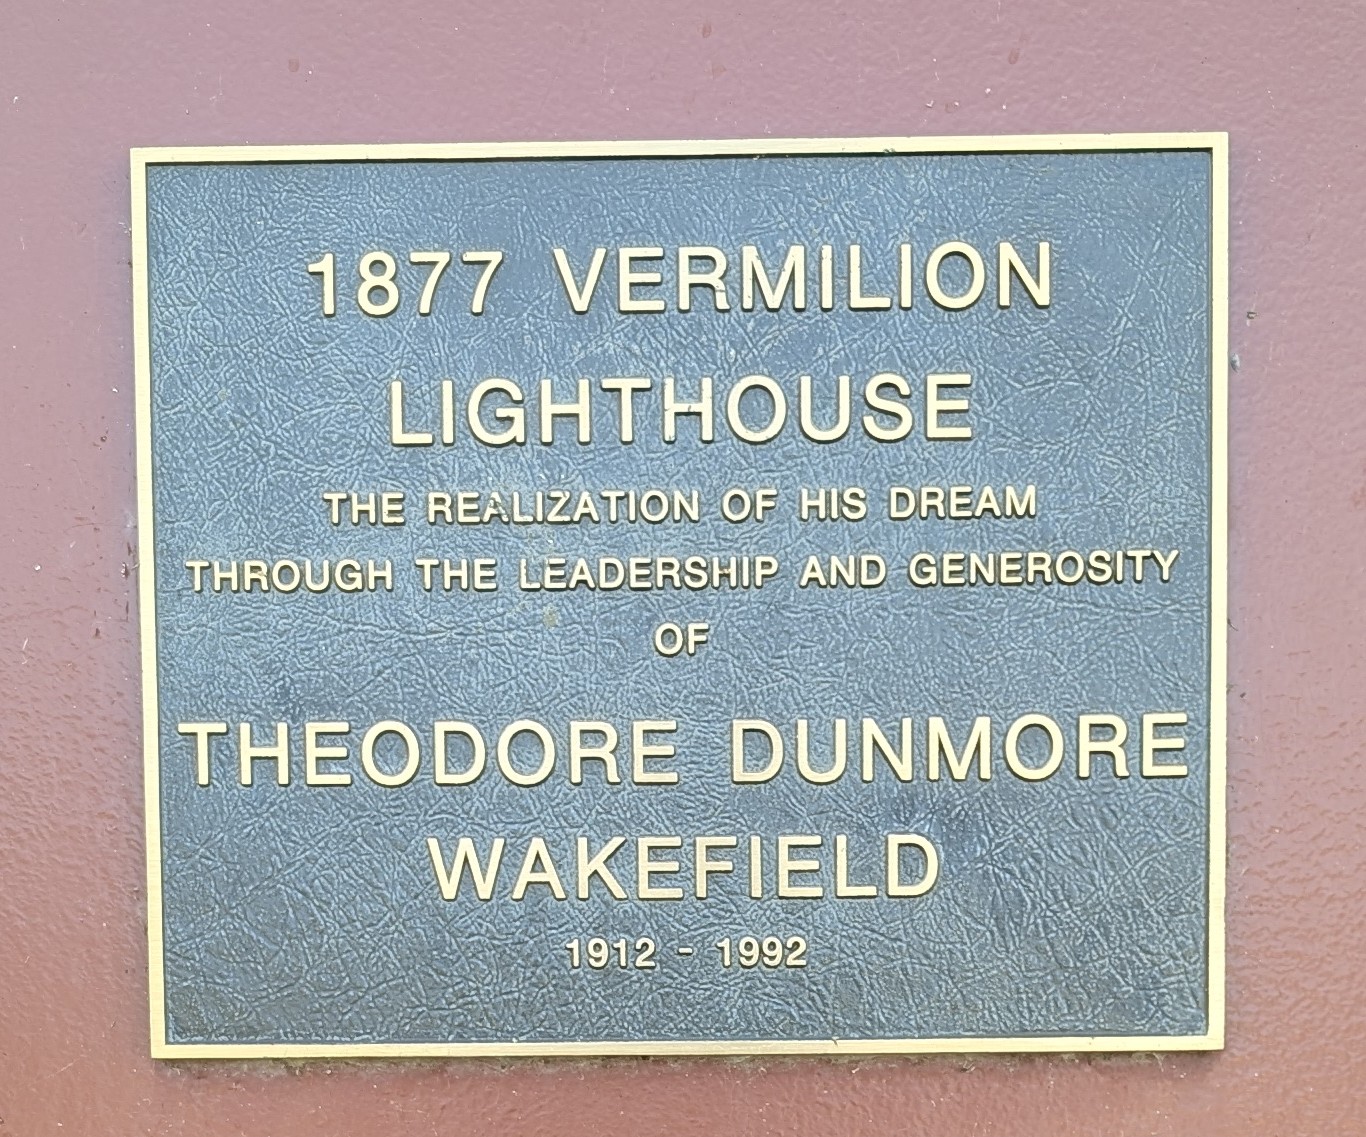 1877 VERMILION
LIGHTHOUSE
THE REALIZATION OF HIS DREAM
THROUGH THE LEADERSHIP AND GENEROSITY
OF
THEODORE DUNMORE
WAKEFIELD
1912 - 1992